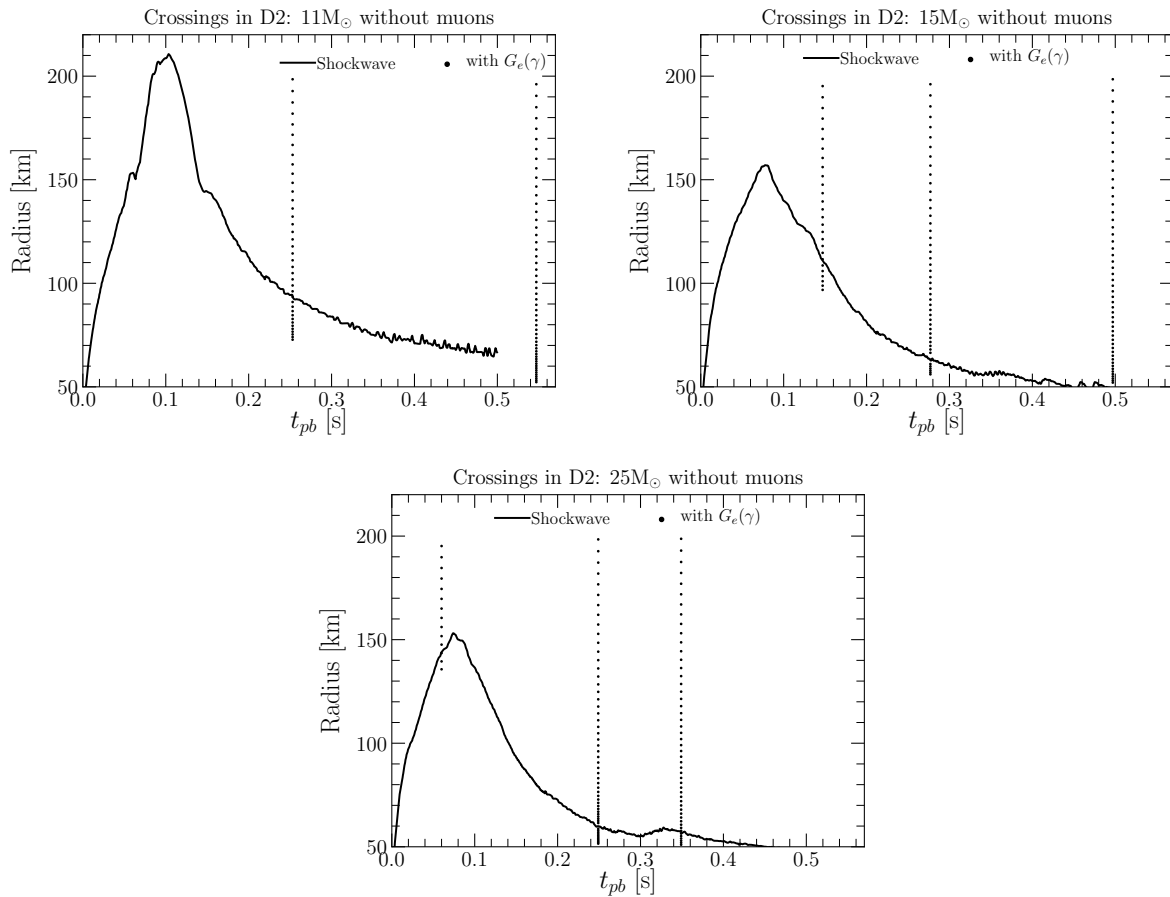 Crossings in D2: 11M☉ without muons
Shockwave
with Gₑ(γ)
200
150
100
50
Radius [km]
0.0 0.1 0.2 0.3 0.4 0.5
t_pb [s]
Crossings in D2: 15M☉ without muons
Shockwave
with Gₑ(γ)
200
150
100
50
Radius [km]
0.0 0.1 0.2 0.3 0.4 0.5
t_pb [s]
Crossings in D2: 25M☉ without muons
Shockwave
with Gₑ(γ)
200
150
100
50
Radius [km]
0.0 0.1 0.2 0.3 0.4 0.5
t_pb [s]